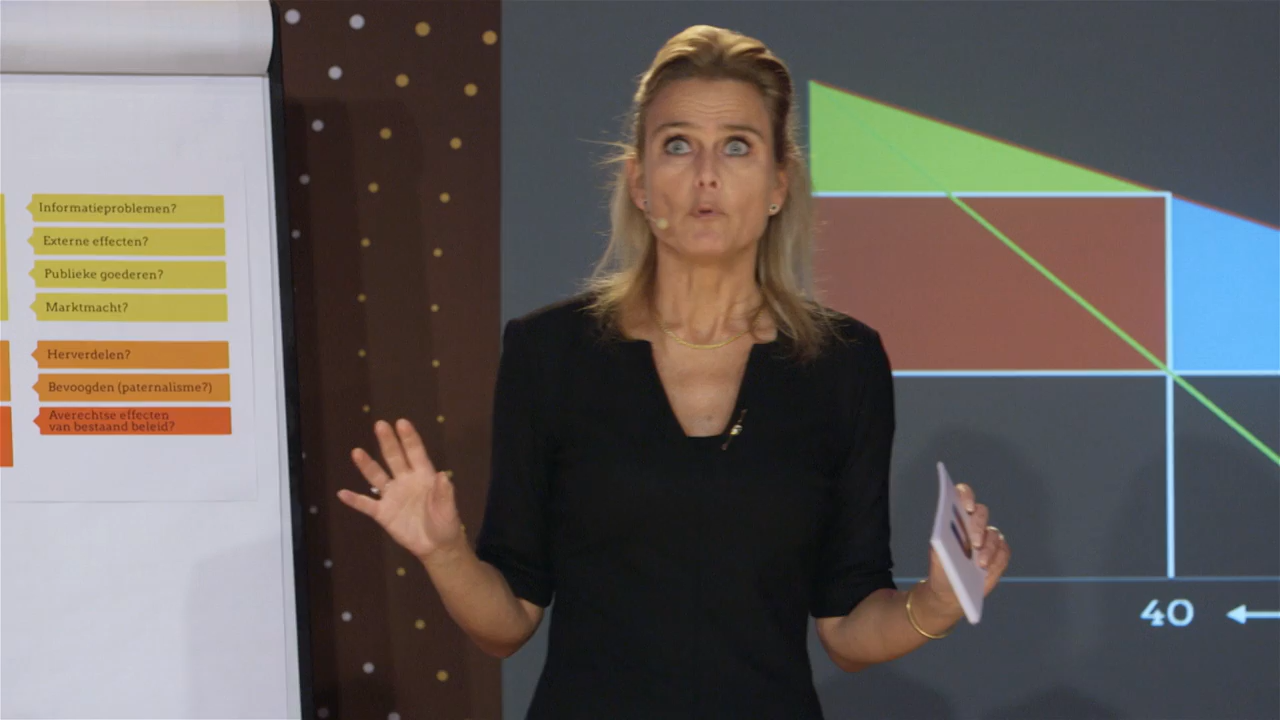 Informatieproblemen?
Externe effecten?
Publieke goederen?
Marktmacht?
Herverdelen?
Bevoogden (paternalisme?)
Averechtse effecten
van bestaand beleid?
40